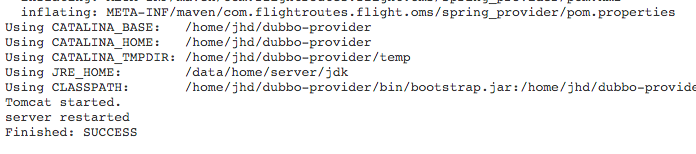 inflating: META-INF/maven/com.flightroutes.flight.oms/spring_provider/pom.properties
Using CATALINA_BASE:   /home/jhd/dubbo-provider
Using CATALINA_HOME:   /home/jhd/dubbo-provider
Using CATALINA_TMPDIR: /home/jhd/dubbo-provider/temp
Using JRE_HOME:        /data/home/server/jdk
Using CLASSPATH:       /home/jhd/dubbo-provider/bin/bootstrap.jar:/home/jhd/dubbo-provide
Tomcat started.
server restarted
Finished: SUCCESS